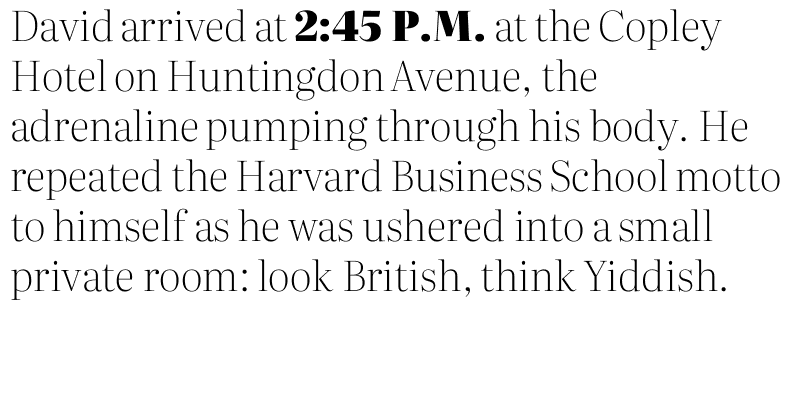 David arrived at 2:45 P.M. at the Copley
Hotel on Huntingdon Avenue, the
adrenaline pumping through his body. He
repeated the Harvard Business School motto
to himself as he was ushered into a small
private room: look British, think Yiddish.